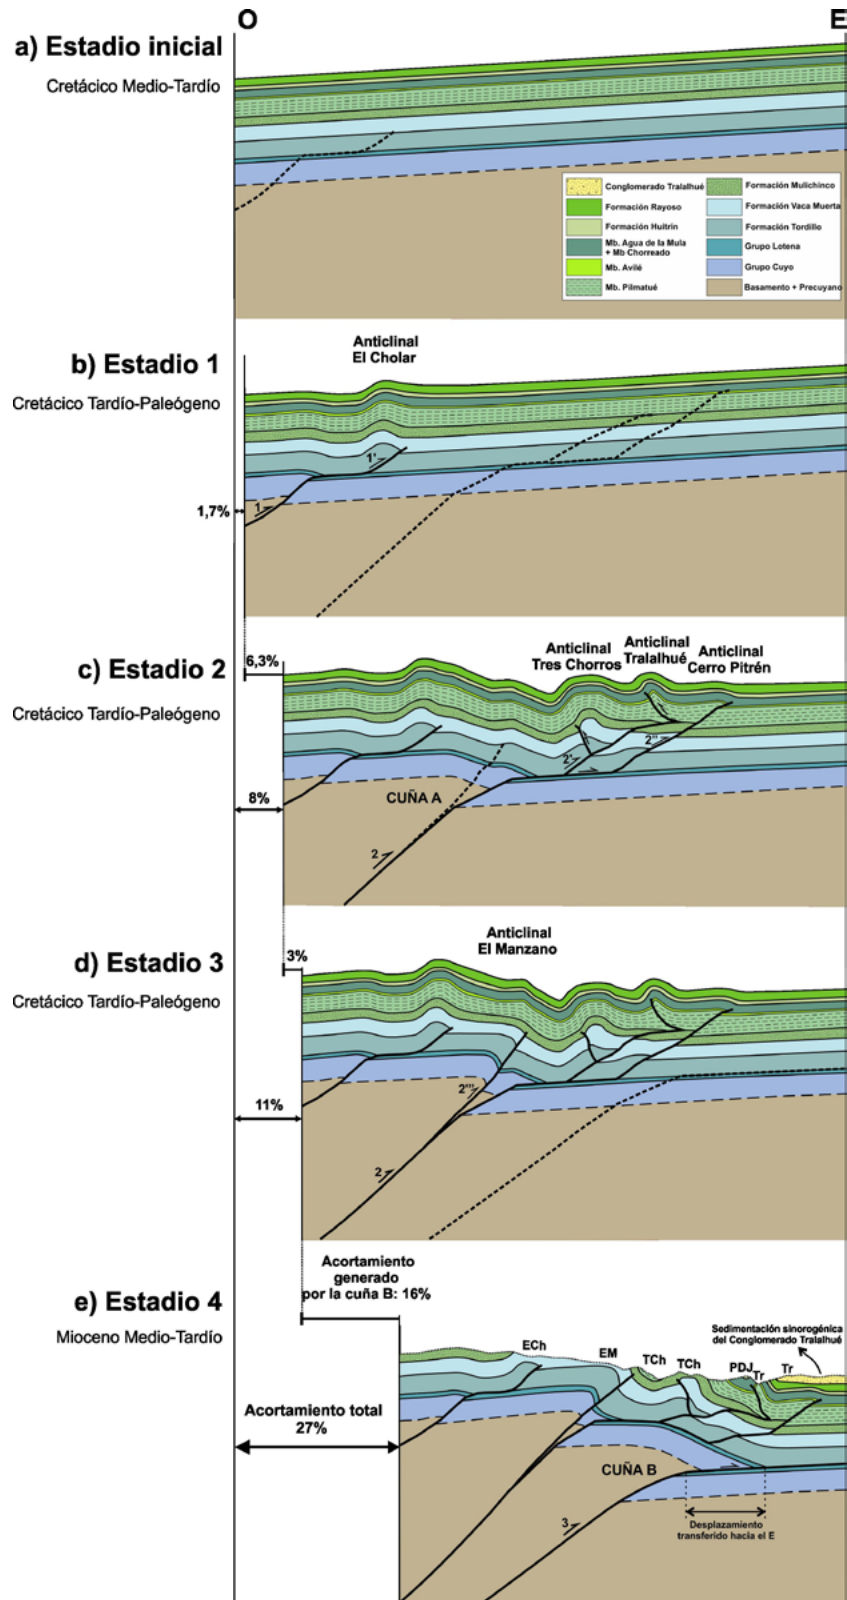 O
E
a) Estadio inicial
Cretácico Medio-Tardío
Conglomerado Tralalhué
Formación Rayoso
Formación Huitrín
Mb. Agua de la Mula
+ Mb Chorreado
Mb. Avilé
Mb. Pilmatué
Formación Mulichinco
Formación Vaca Muerta
Formación Tordillo
Grupo Lotena
Grupo Cuyo
Basamento + Precuyano
b) Estadio 1
Cretácico Tardío-Paleógeno
Anticlinal
El Cholar
1'
1
1,7%
c) Estadio 2
Cretácico Tardío-Paleógeno
6,3%
Anticlinal
Tres Chorros
Anticlinal
Tralalhué
Anticlinal
Cerro Pitrén
2'
2''
CUÑA A
8%
2
d) Estadio 3
Cretácico Tardío-Paleógeno
3%
Anticlinal
El Manzano
2'''
11%
2
e) Estadio 4
Mioceno Medio-Tardío
Acortamiento
generado
por la cuña B: 16%
Sedimentación sinorogénica
del Conglomerado Tralalhué
ECh
EM
TCh
TCh
PDJ
Tr
Tr
Acortamiento total
27%
CUÑA B
3
Desplazamiento
transferido hacia el E